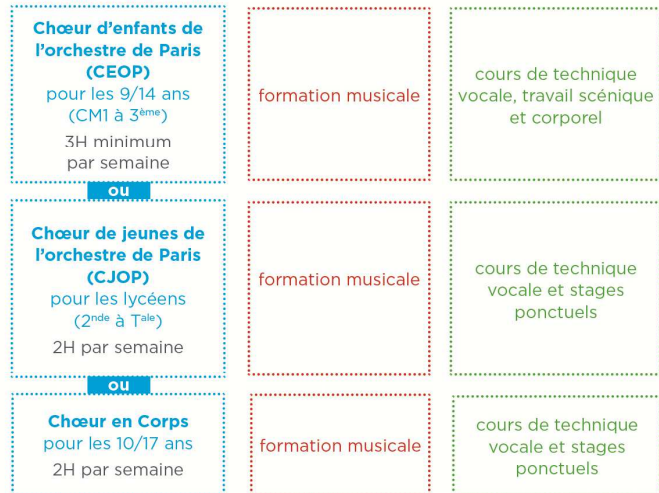 Chœur d'enfants de
l'orchestre de Paris
(CEOP)
pour les 9/14 ans
(CM1 à 3ème)
3H minimum
par semaine
formation musicale
cours de technique
vocale, travail scénique
et corporel
ou
Chœur de jeunes de
l'orchestre de Paris
(CJOP)
pour les lycéens
(2nde à Tale)
2H par semaine
formation musicale
cours de technique
vocale et stages
ponctuels
ou
Chœur en Corps
pour les 10/17 ans
2H par semaine
formation musicale
cours de technique
vocale et stages
ponctuels